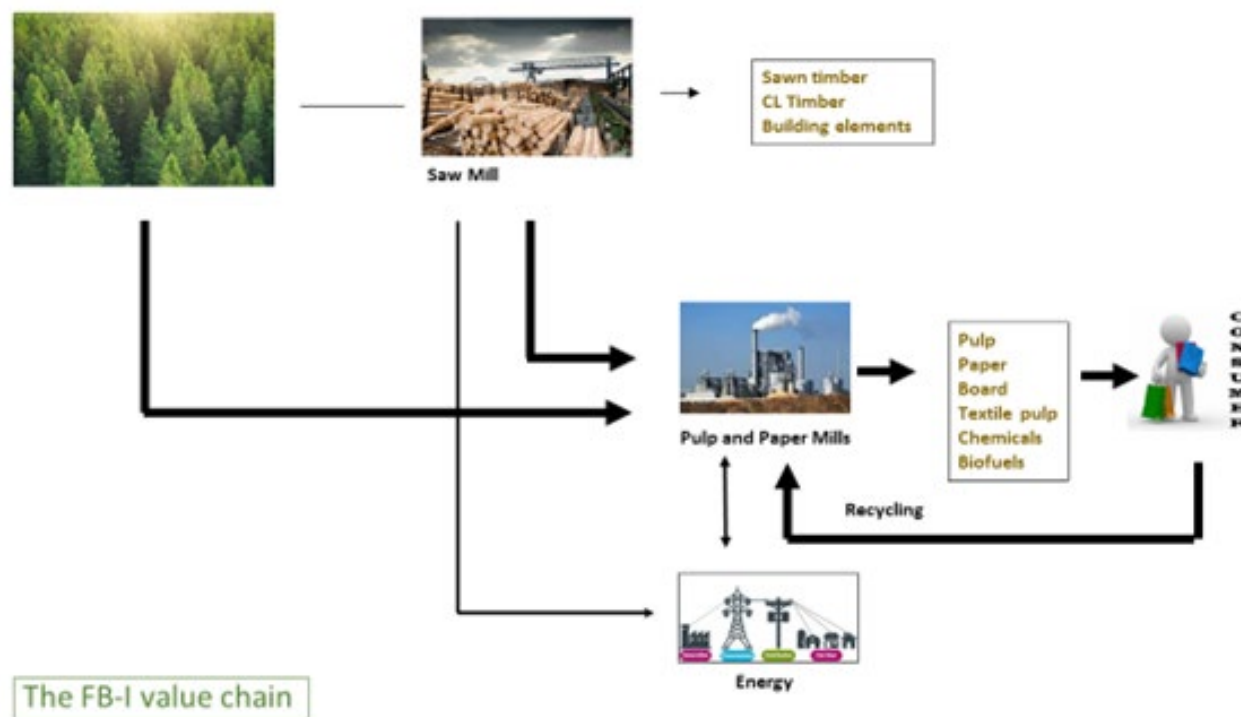 Sawn timber
CL Timber
Building elements
Saw Mill
Pulp and Paper Mills
Pulp
Paper
Board
Textile pulp
Chemicals
Biofuels
Recycling
Energy
The FB-I value chain